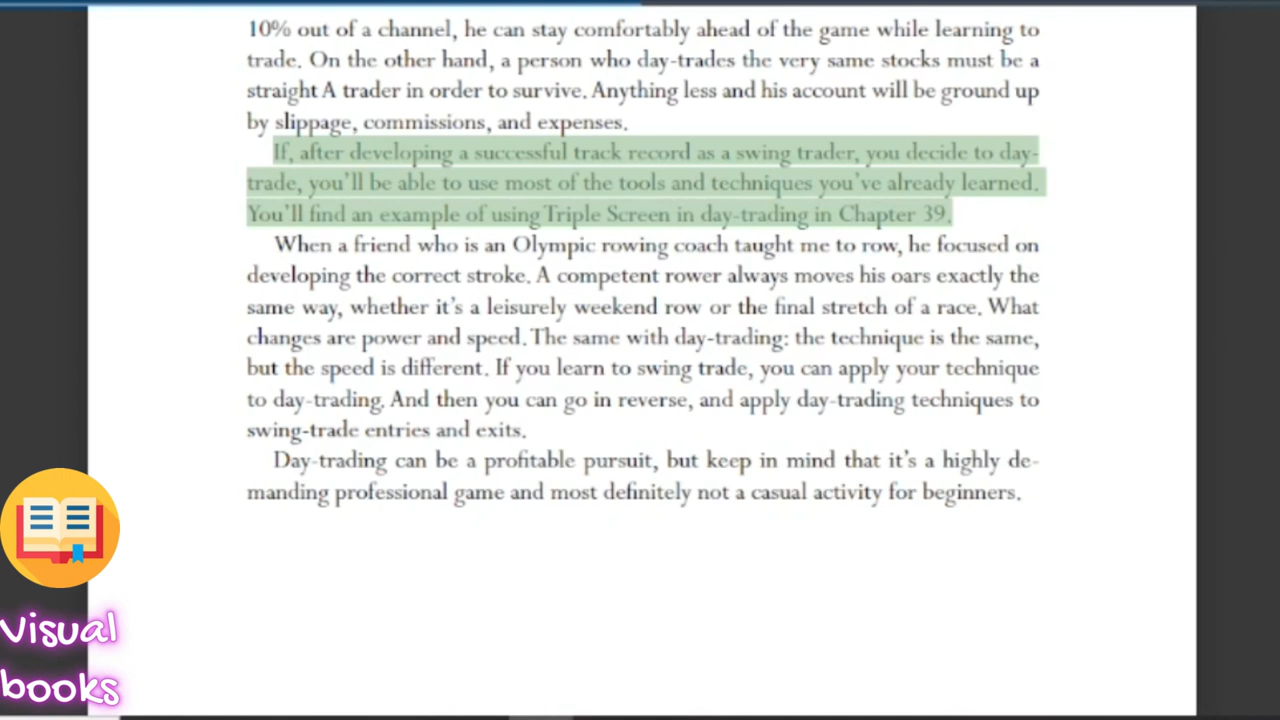 10% out of a channel, he can stay comfortably ahead of the game while learning to
trade. On the other hand, a person who day-trades the very same stocks must be a
straight A trader in order to survive. Anything less and his account will be ground up
by slippage, commissions, and expenses.
If, after developing a successful track record as a swing trader, you decide to day-
trade, you'll be able to use most of the tools and techniques you've already learned.
You'll find an example of using Triple Screen in day-trading in Chapter 39.
When a friend who is an Olympic rowing coach taught me to row, he focused on
developing the correct stroke. A competent rower always moves his oars exactly the
same way, whether it's a leisurely weekend row or the final stretch of a race. What
changes are power and speed. The same with day-trading: the technique is the same,
but the speed is different. If you learn to swing trade, you can apply your technique
to day-trading. And then you can go in reverse, and apply day-trading techniques to
swing-trade entries and exits.
Day-trading can be a profitable pursuit, but keep in mind that it's a highly de-
manding professional game and most definitely not a casual activity for beginners.
Visual
books